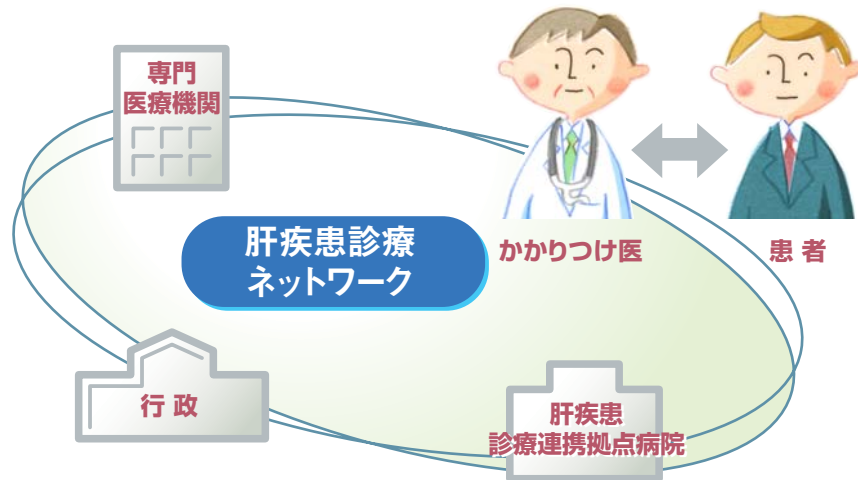 専門
医療機関
肝疾患診療
ネットワーク
かかりつけ医
患者
行政
肝疾患
診療連携拠点病院